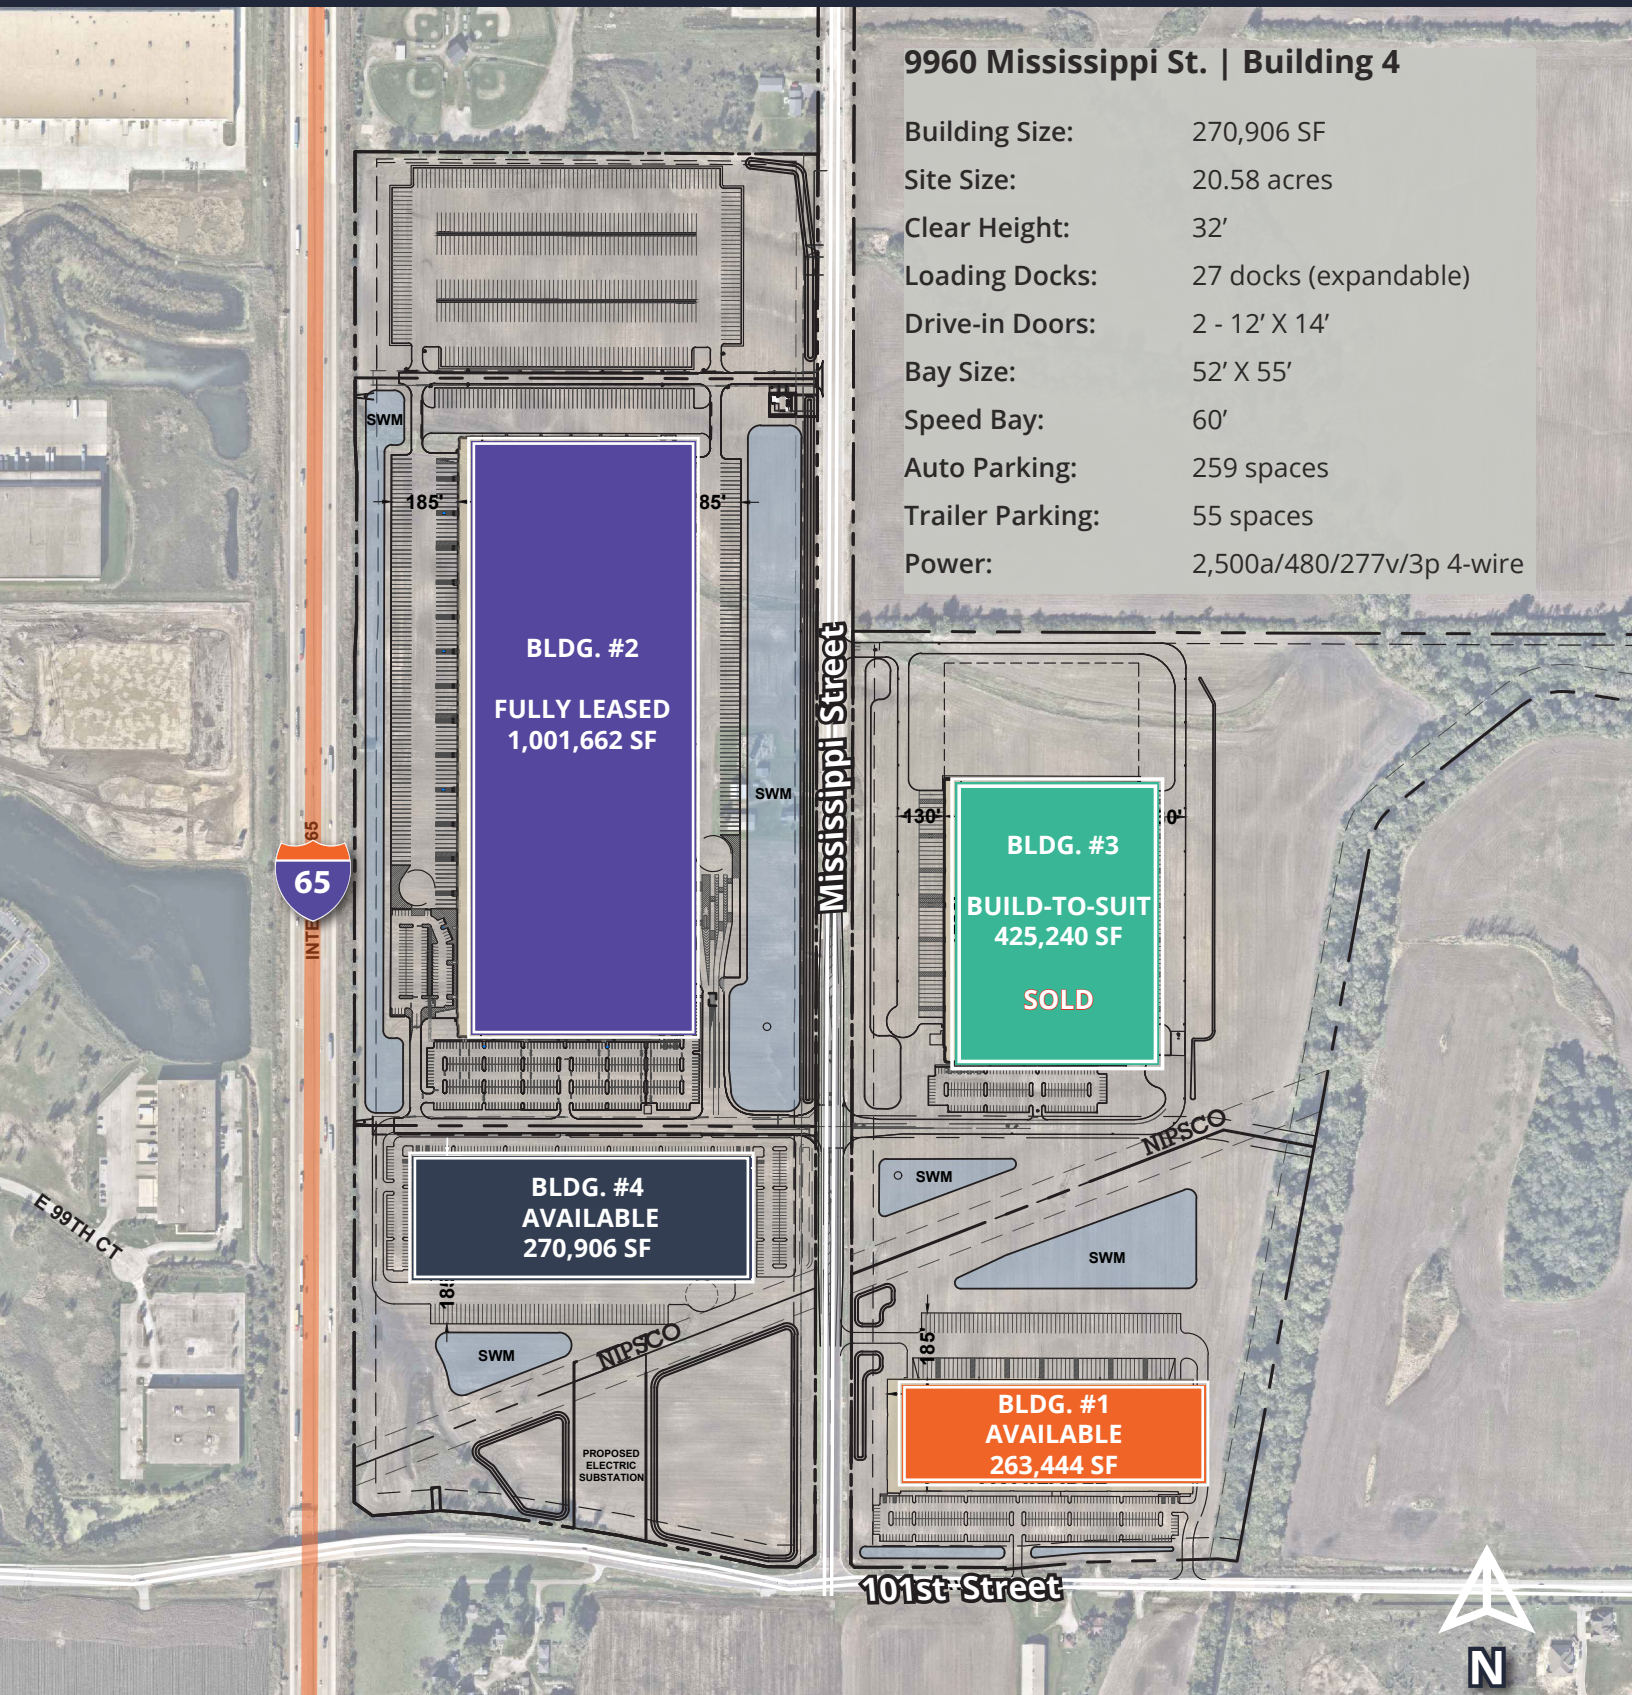 9960 Mississippi St. | Building 4
Building Size: 270,906 SF
Site Size: 20.58 acres
Clear Height: 32’
Loading Docks: 27 docks (expandable)
Drive-in Doors: 2 - 12’ X 14’
Bay Size: 52’ X 55’
Speed Bay: 60’
Auto Parking: 259 spaces
Trailer Parking: 55 spaces
Power: 2,500a/480/277v/3p 4-wire
SWM
185'
85'
BLDG. #2
FULLY LEASED
1,001,662 SF
SWM
Mississippi Street
130'
0'
BLDG. #3
BUILD-TO-SUIT
425,240 SF
SOLD
65
65
INTE
NIPSCO
SWM
BLDG. #4
AVAILABLE
270,906 SF
E 99TH CT
SWM
185
SWM
NIPSCO
185'
BLDG. #1
AVAILABLE
263,444 SF
PROPOSED
ELECTRIC
SUBSTATION
101st Street
N